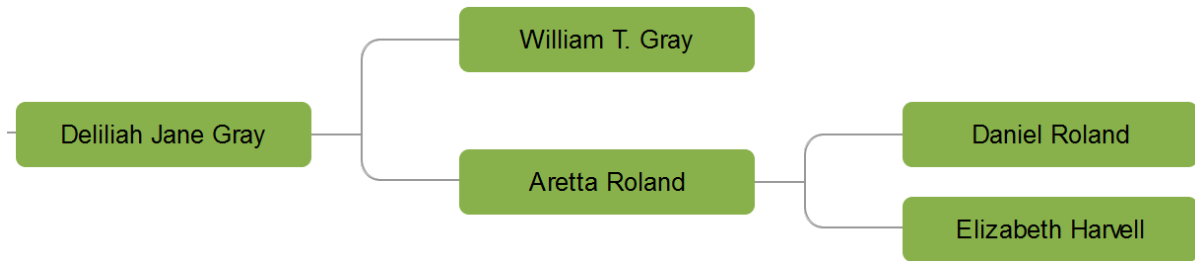 William T. Gray
Deliliah Jane Gray
Daniel Roland
Aretta Roland
Elizabeth Harvell